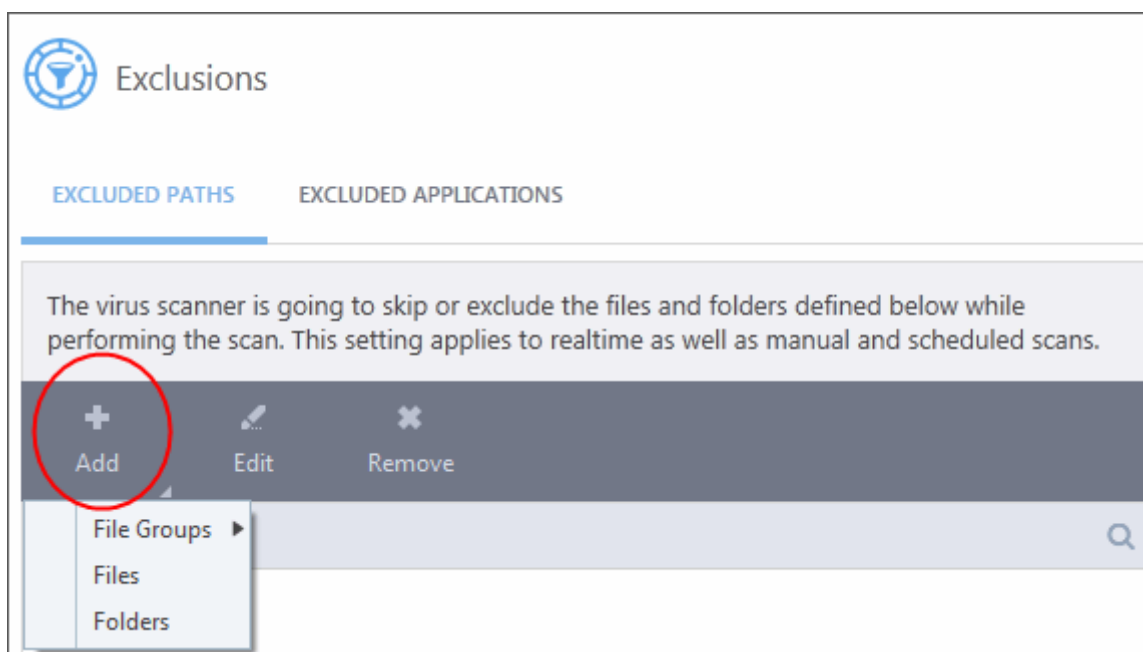 Exclusions
EXCLUDED PATHS EXCLUDED APPLICATIONS
The virus scanner is going to skip or exclude the files and folders defined below while
performing the scan. This setting applies to realtime as well as manual and scheduled scans.
Add Edit Remove
File Groups
Files
Folders